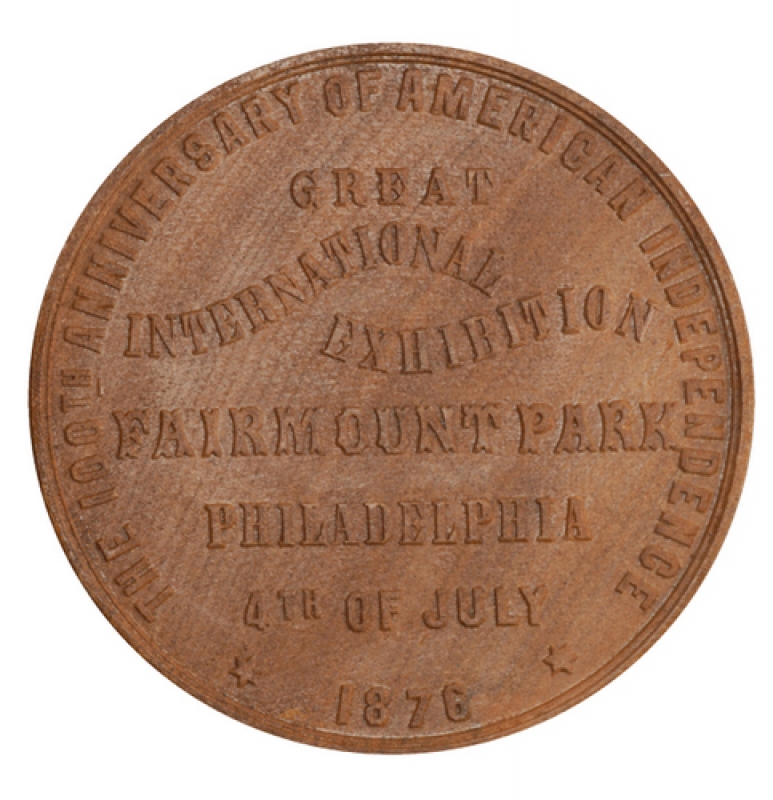 THE 100TH ANNIVERSARY OF AMERICAN INDEPENDENCE
GREAT
INTERNATIONAL
EXHIBITION
FAIRMOUNT PARK
PHILADELPHIA
4TH OF JULY
1876